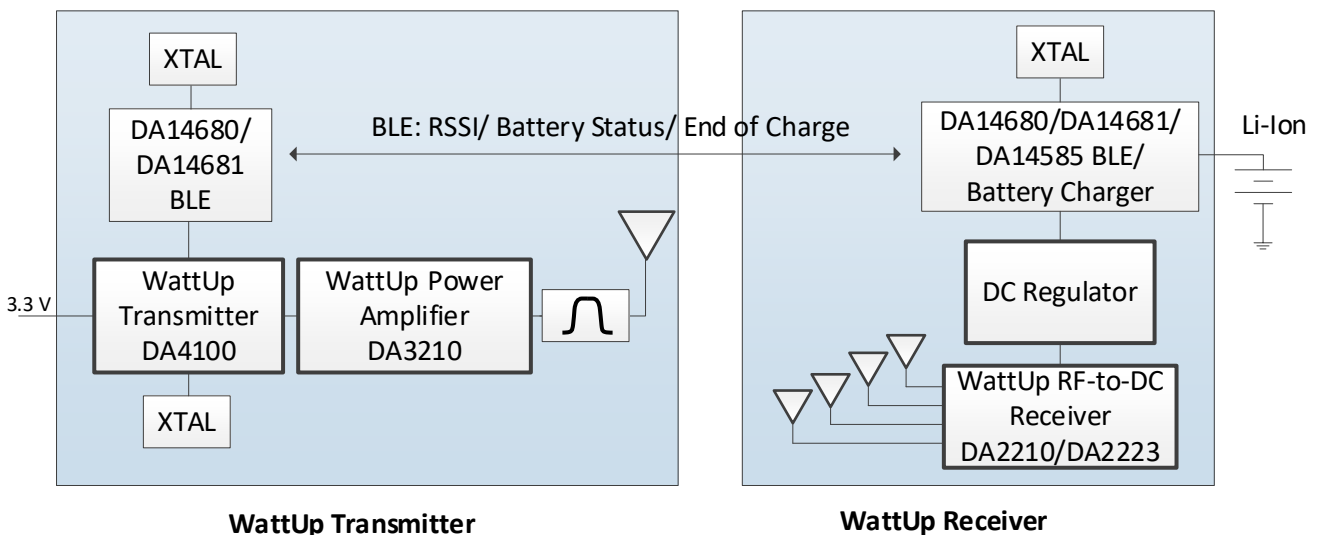 XTAL
DA14680/
DA14681
BLE
BLE: RSSI/ Battery Status/ End of Charge
3.3 V
WattUp
Transmitter
DA4100
WattUp Power
Amplifier
DA3210
XTAL
WattUp Transmitter
XTAL
DA14680/DA14681/
DA14585 BLE/
Battery Charger
Li-Ion
DC Regulator
WattUp RF-to-DC
Receiver
DA2210/DA2223
WattUp Receiver